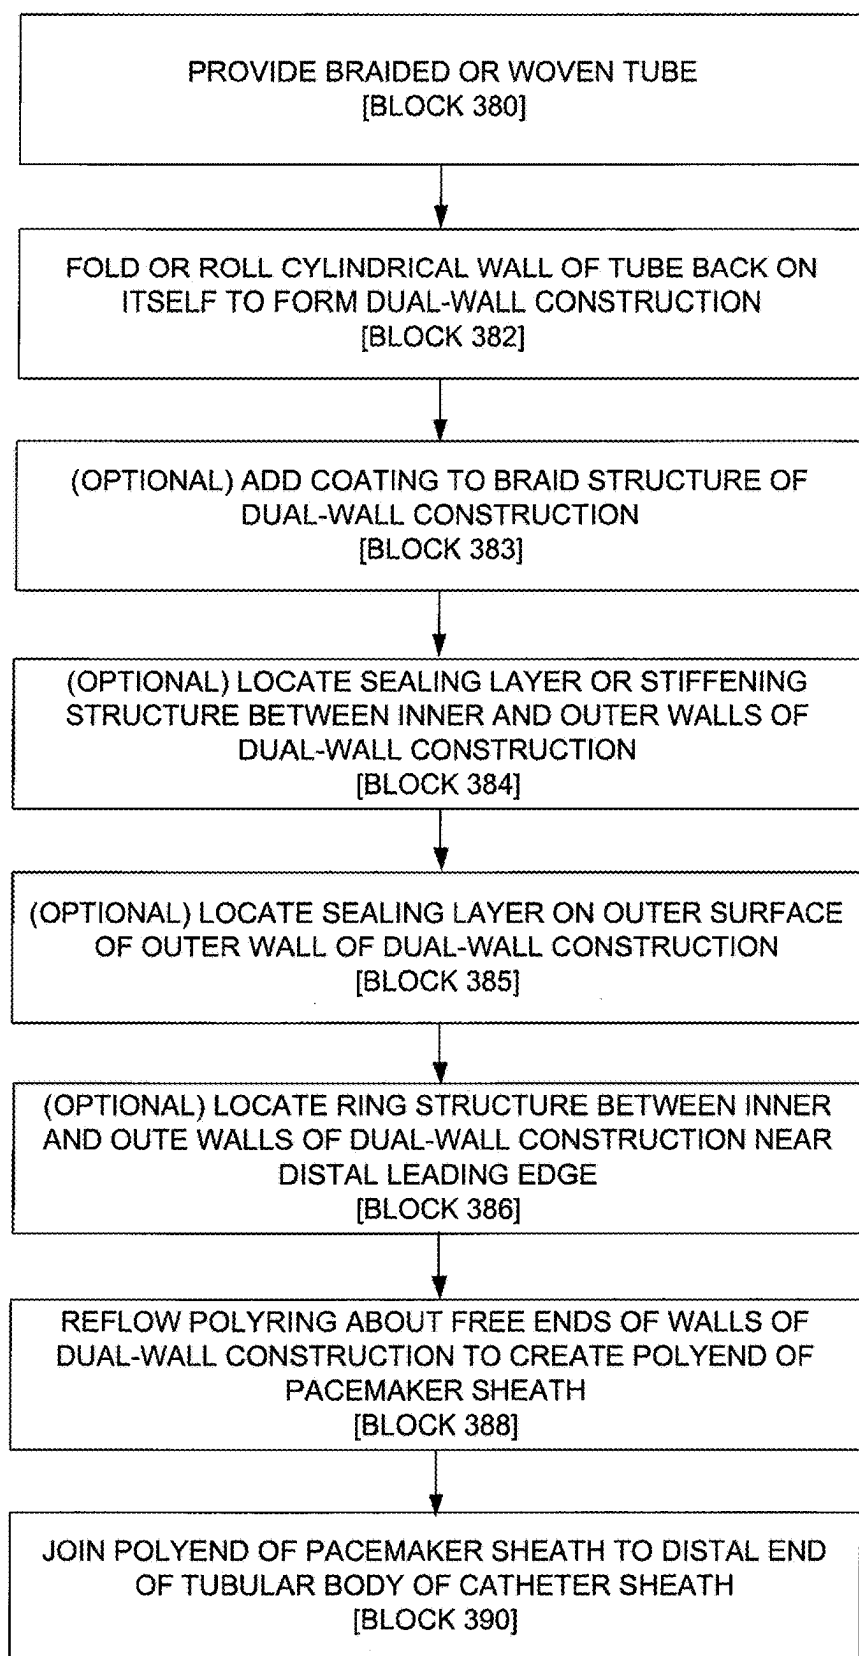 PROVIDE BRAIDED OR WOVEN TUBE
[BLOCK 380]
FOLD OR ROLL CYLINDRICAL WALL OF TUBE BACK ON
ITSELF TO FORM DUAL-WALL CONSTRUCTION
[BLOCK 382]
(OPTIONAL) ADD COATING TO BRAID STRUCTURE OF
DUAL-WALL CONSTRUCTION
[BLOCK 383]
(OPTIONAL) LOCATE SEALING LAYER OR STIFFENING
STRUCTURE BETWEEN INNER AND OUTER WALLS OF
DUAL-WALL CONSTRUCTION
[BLOCK 384]
(OPTIONAL) LOCATE SEALING LAYER ON OUTER SURFACE
OF OUTER WALL OF DUAL-WALL CONSTRUCTION
[BLOCK 385]
(OPTIONAL) LOCATE RING STRUCTURE BETWEEN INNER
AND OUTE WALLS OF DUAL-WALL CONSTRUCTION NEAR
DISTAL LEADING EDGE
[BLOCK 386]
REFLOW POLYRING ABOUT FREE ENDS OF WALLS OF
DUAL-WALL CONSTRUCTION TO CREATE POLYEND OF
PACEMAKER SHEATH
[BLOCK 388]
JOIN POLYEND OF PACEMAKER SHEATH TO DISTAL END
OF TUBULAR BODY OF CATHETER SHEATH
[BLOCK 390]